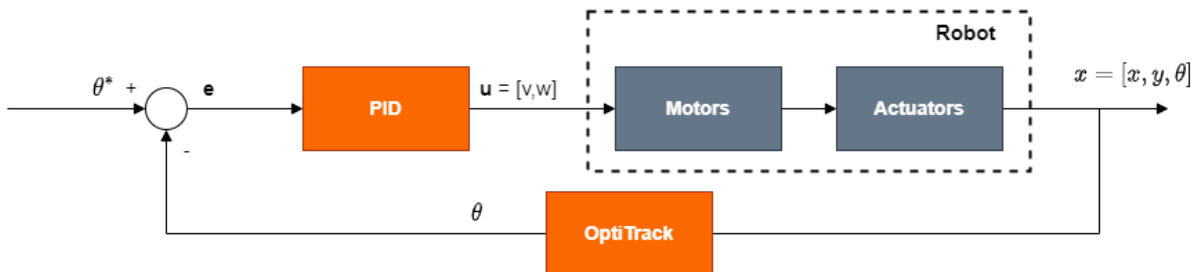 Robot
θ* +
e
PID
u = [v,w]
Motors
Actuators
x = [x, y, θ]
-
θ
OptiTrack